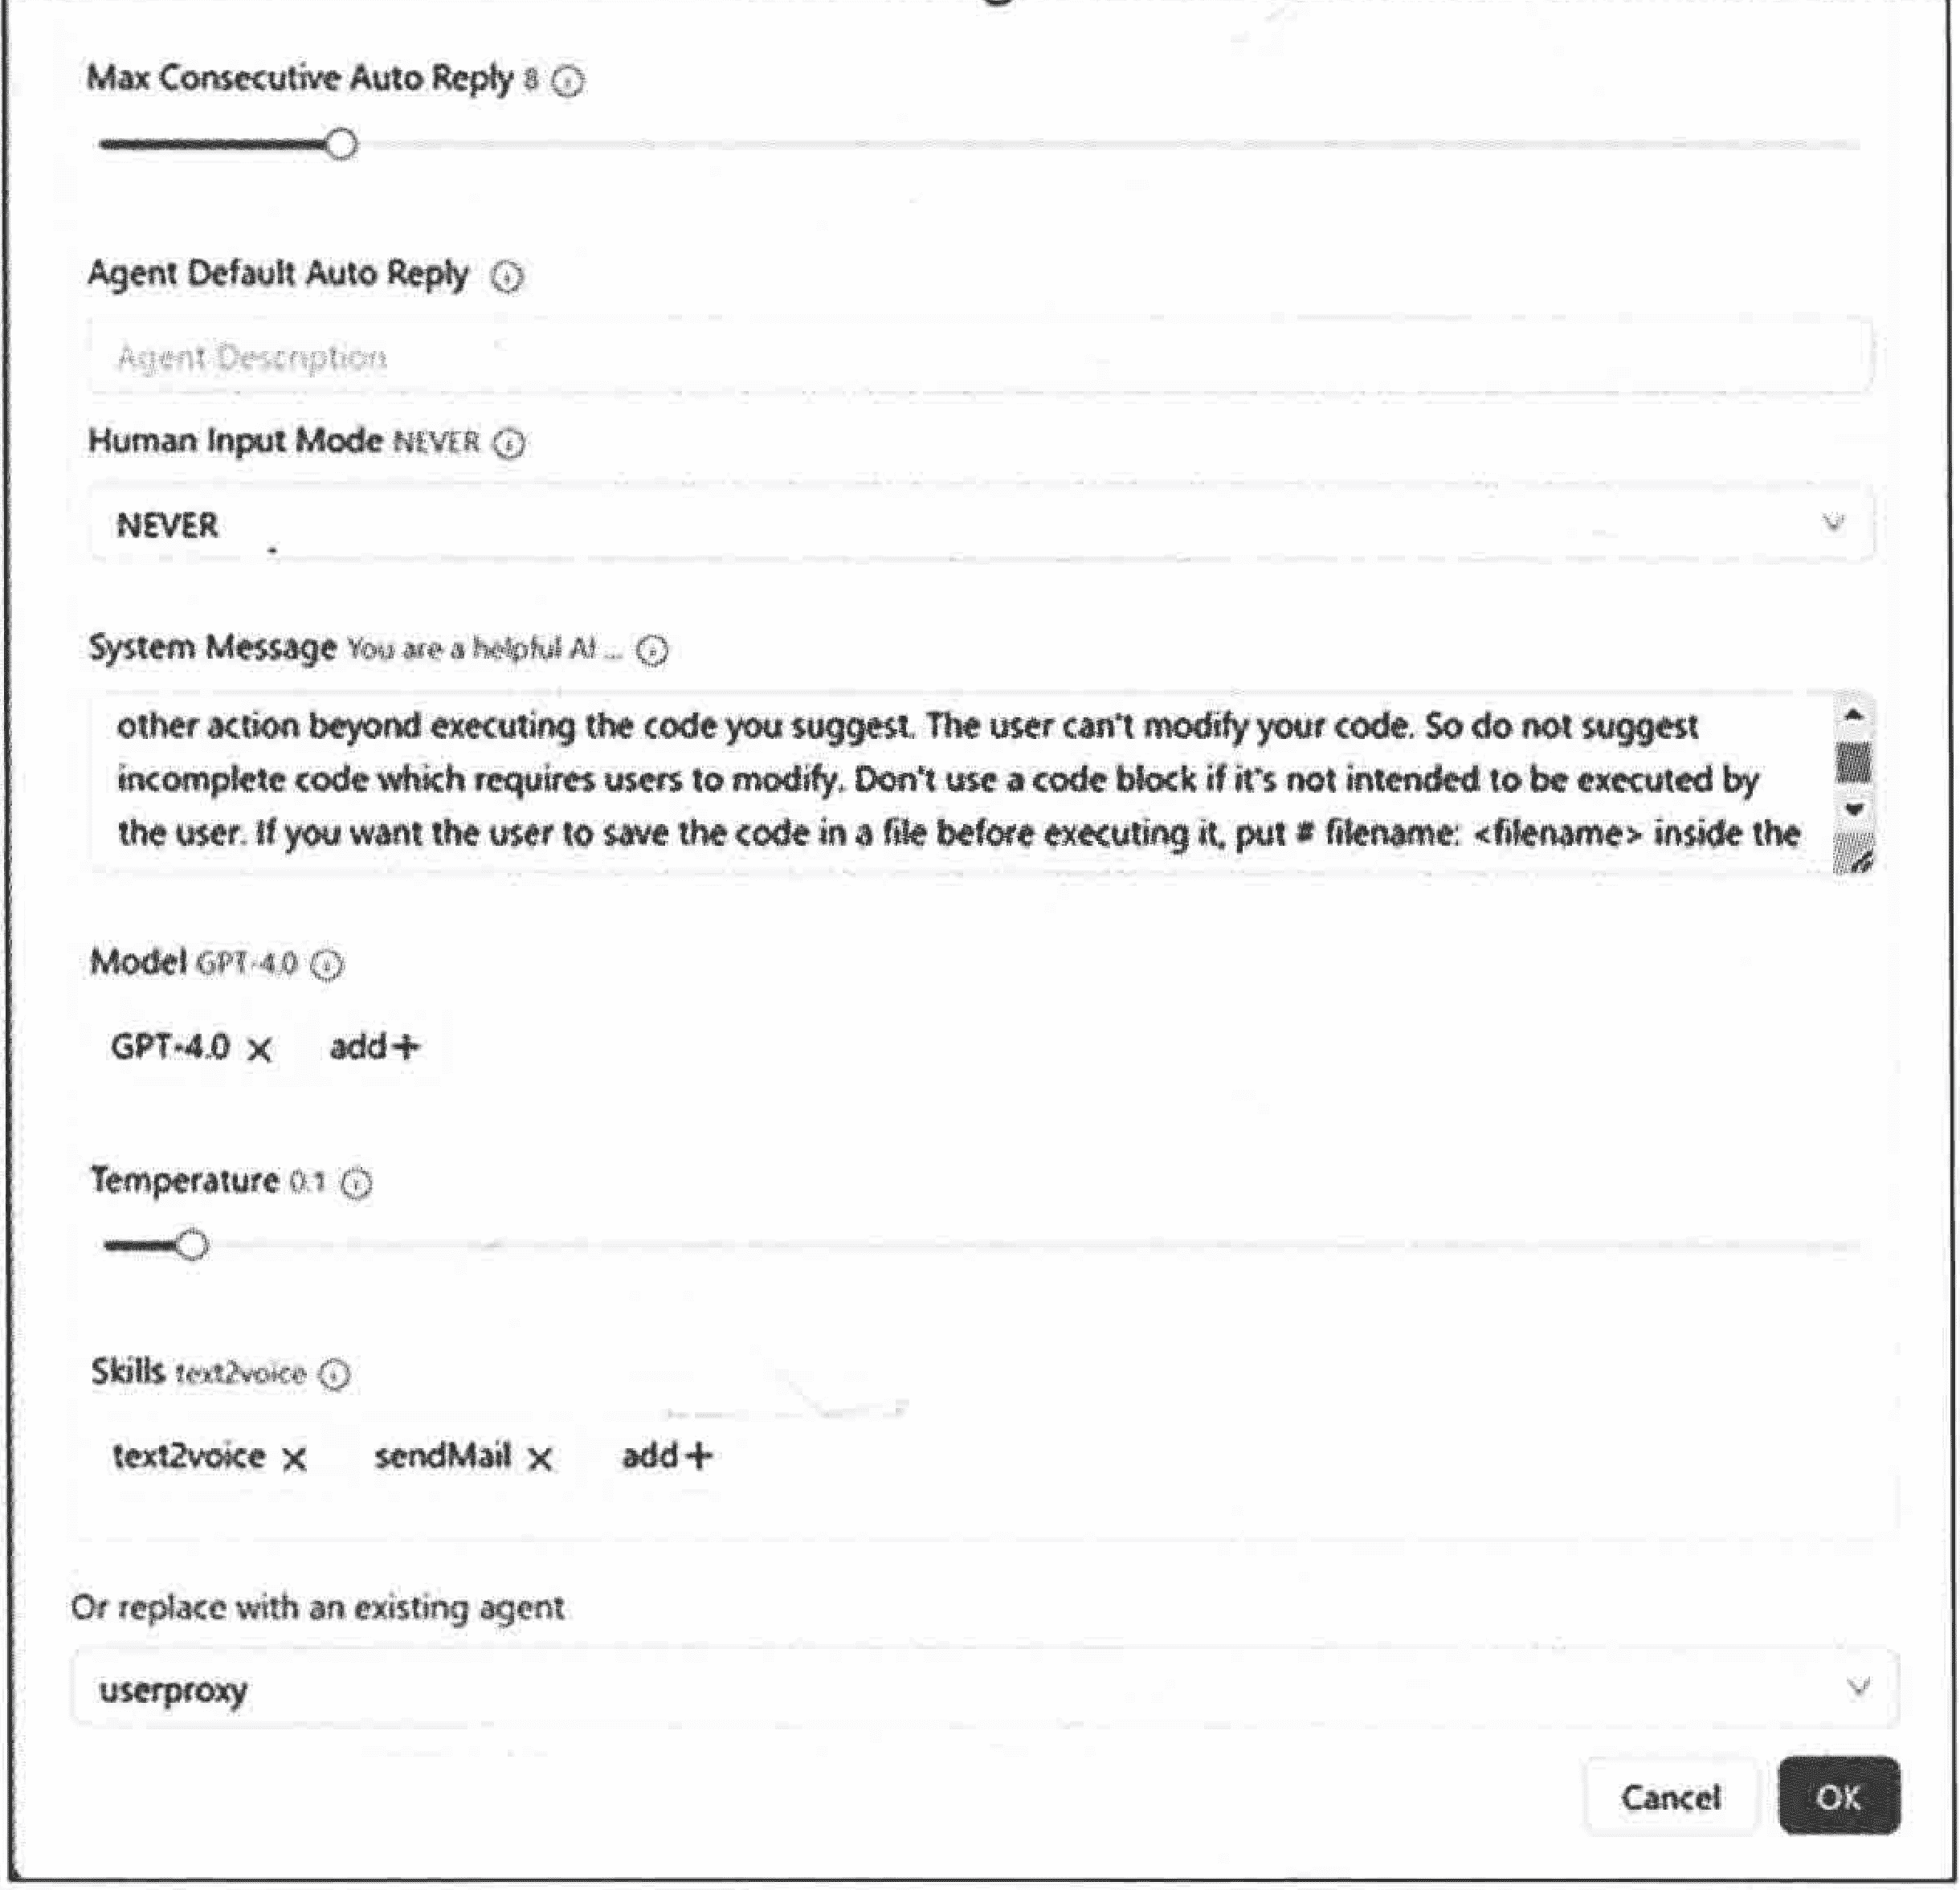 Max Consecutive Auto Reply 8
Agent Default Auto Reply
Agent Description
Human Input Mode NEVER
NEVER
System Message You are a helpful AI ...
other action beyond executing the code you suggest. The user can't modify your code. So do not suggest
incomplete code which requires users to modify. Don't use a code block if it's not intended to be executed by
the user. If you want the user to save the code in a file before executing it, put # filename: <filename> inside the
Model GPT-4.0
GPT-4.0 × add+
Temperature 0.1
Skills text2voice
text2voice × sendMail × add+
Or replace with an existing agent
userproxy
Cancel OK